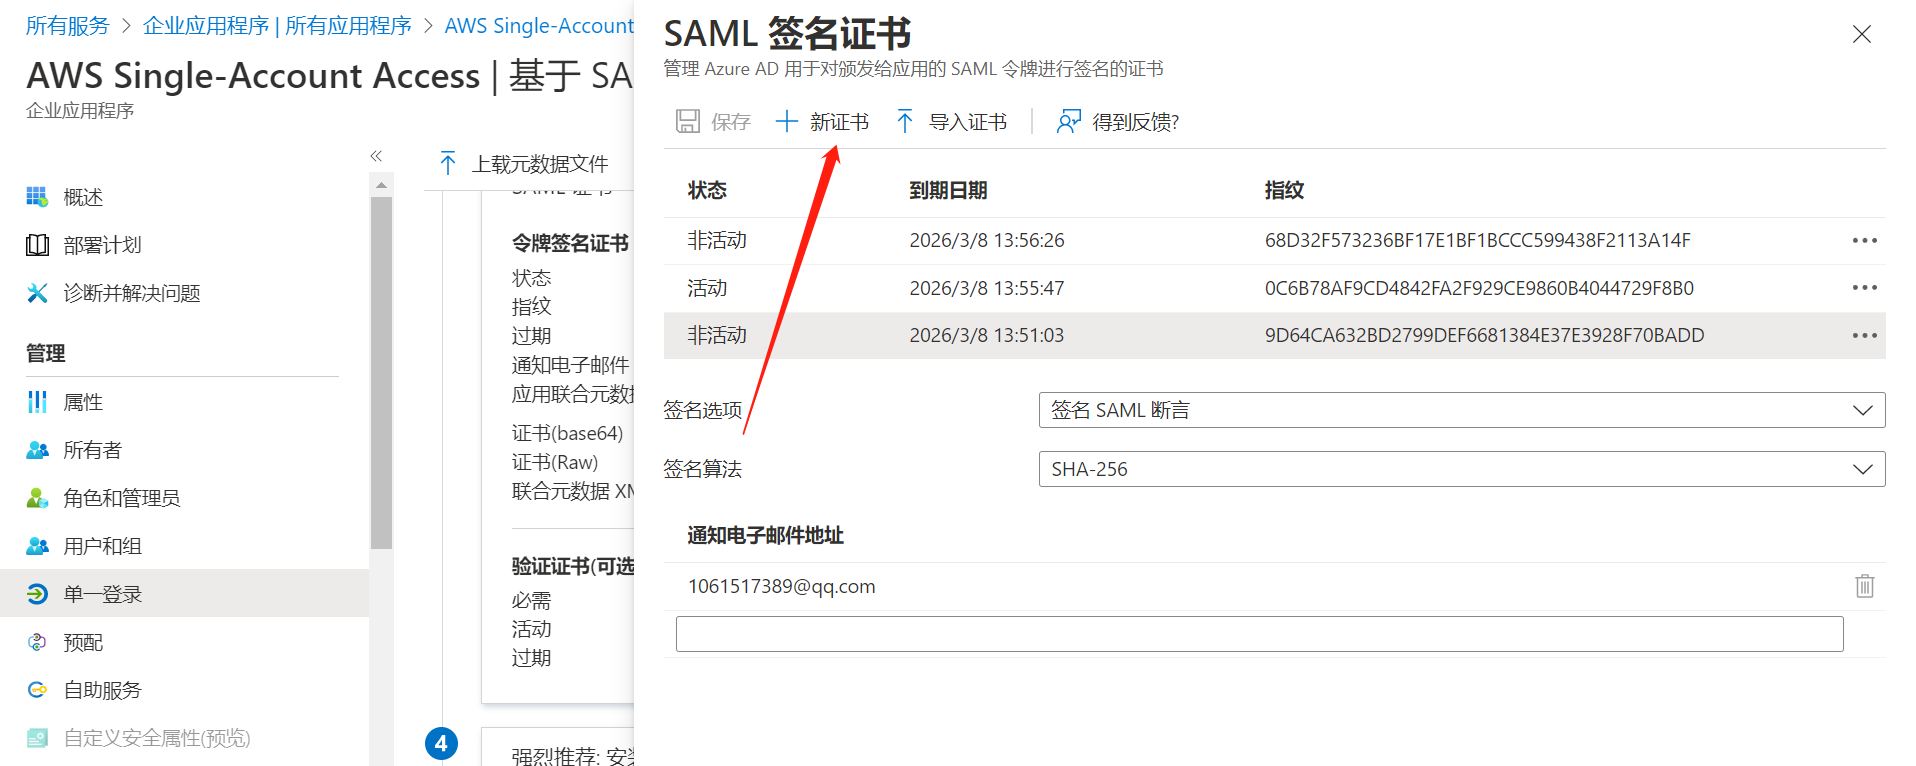 所有服务 > 企业应用程序 | 所有应用程序 > AWS Single-Account
AWS Single-Account Access | 基于 SA
企业应用程序
概述
部署计划
诊断并解决问题
管理
属性
所有者
角色和管理员
用户和组
单一登录
预配
自助服务
自定义安全属性(预览)
上载元数据文件
SAML 证书
令牌签名证书
状态
指纹
过期
通知电子邮件
应用联合元数据
证书(base64)
证书(Raw)
联合元数据 XM
验证证书(可选
必需
活动
过期
4
强烈推荐: 安装
SAML 签名证书
管理 Azure AD 用于对颁发给应用的 SAML 令牌进行签名的证书
保存 新证书 导入证书 | 得到反馈?
状态 到期日期 指纹
非活动 2026/3/8 13:56:26 68D32F573236BF17E1BF1BCCC599438F2113A14F
活动 2026/3/8 13:55:47 0C6B78AF9CD4842FA2F929CE9860B4044729F8B0
非活动 2026/3/8 13:51:03 9D64CA632BD2799DEF6681384E37E3928F70BADD
签名选项 签名 SAML 断言
签名算法 SHA-256
通知电子邮件地址
1061517389@qq.com